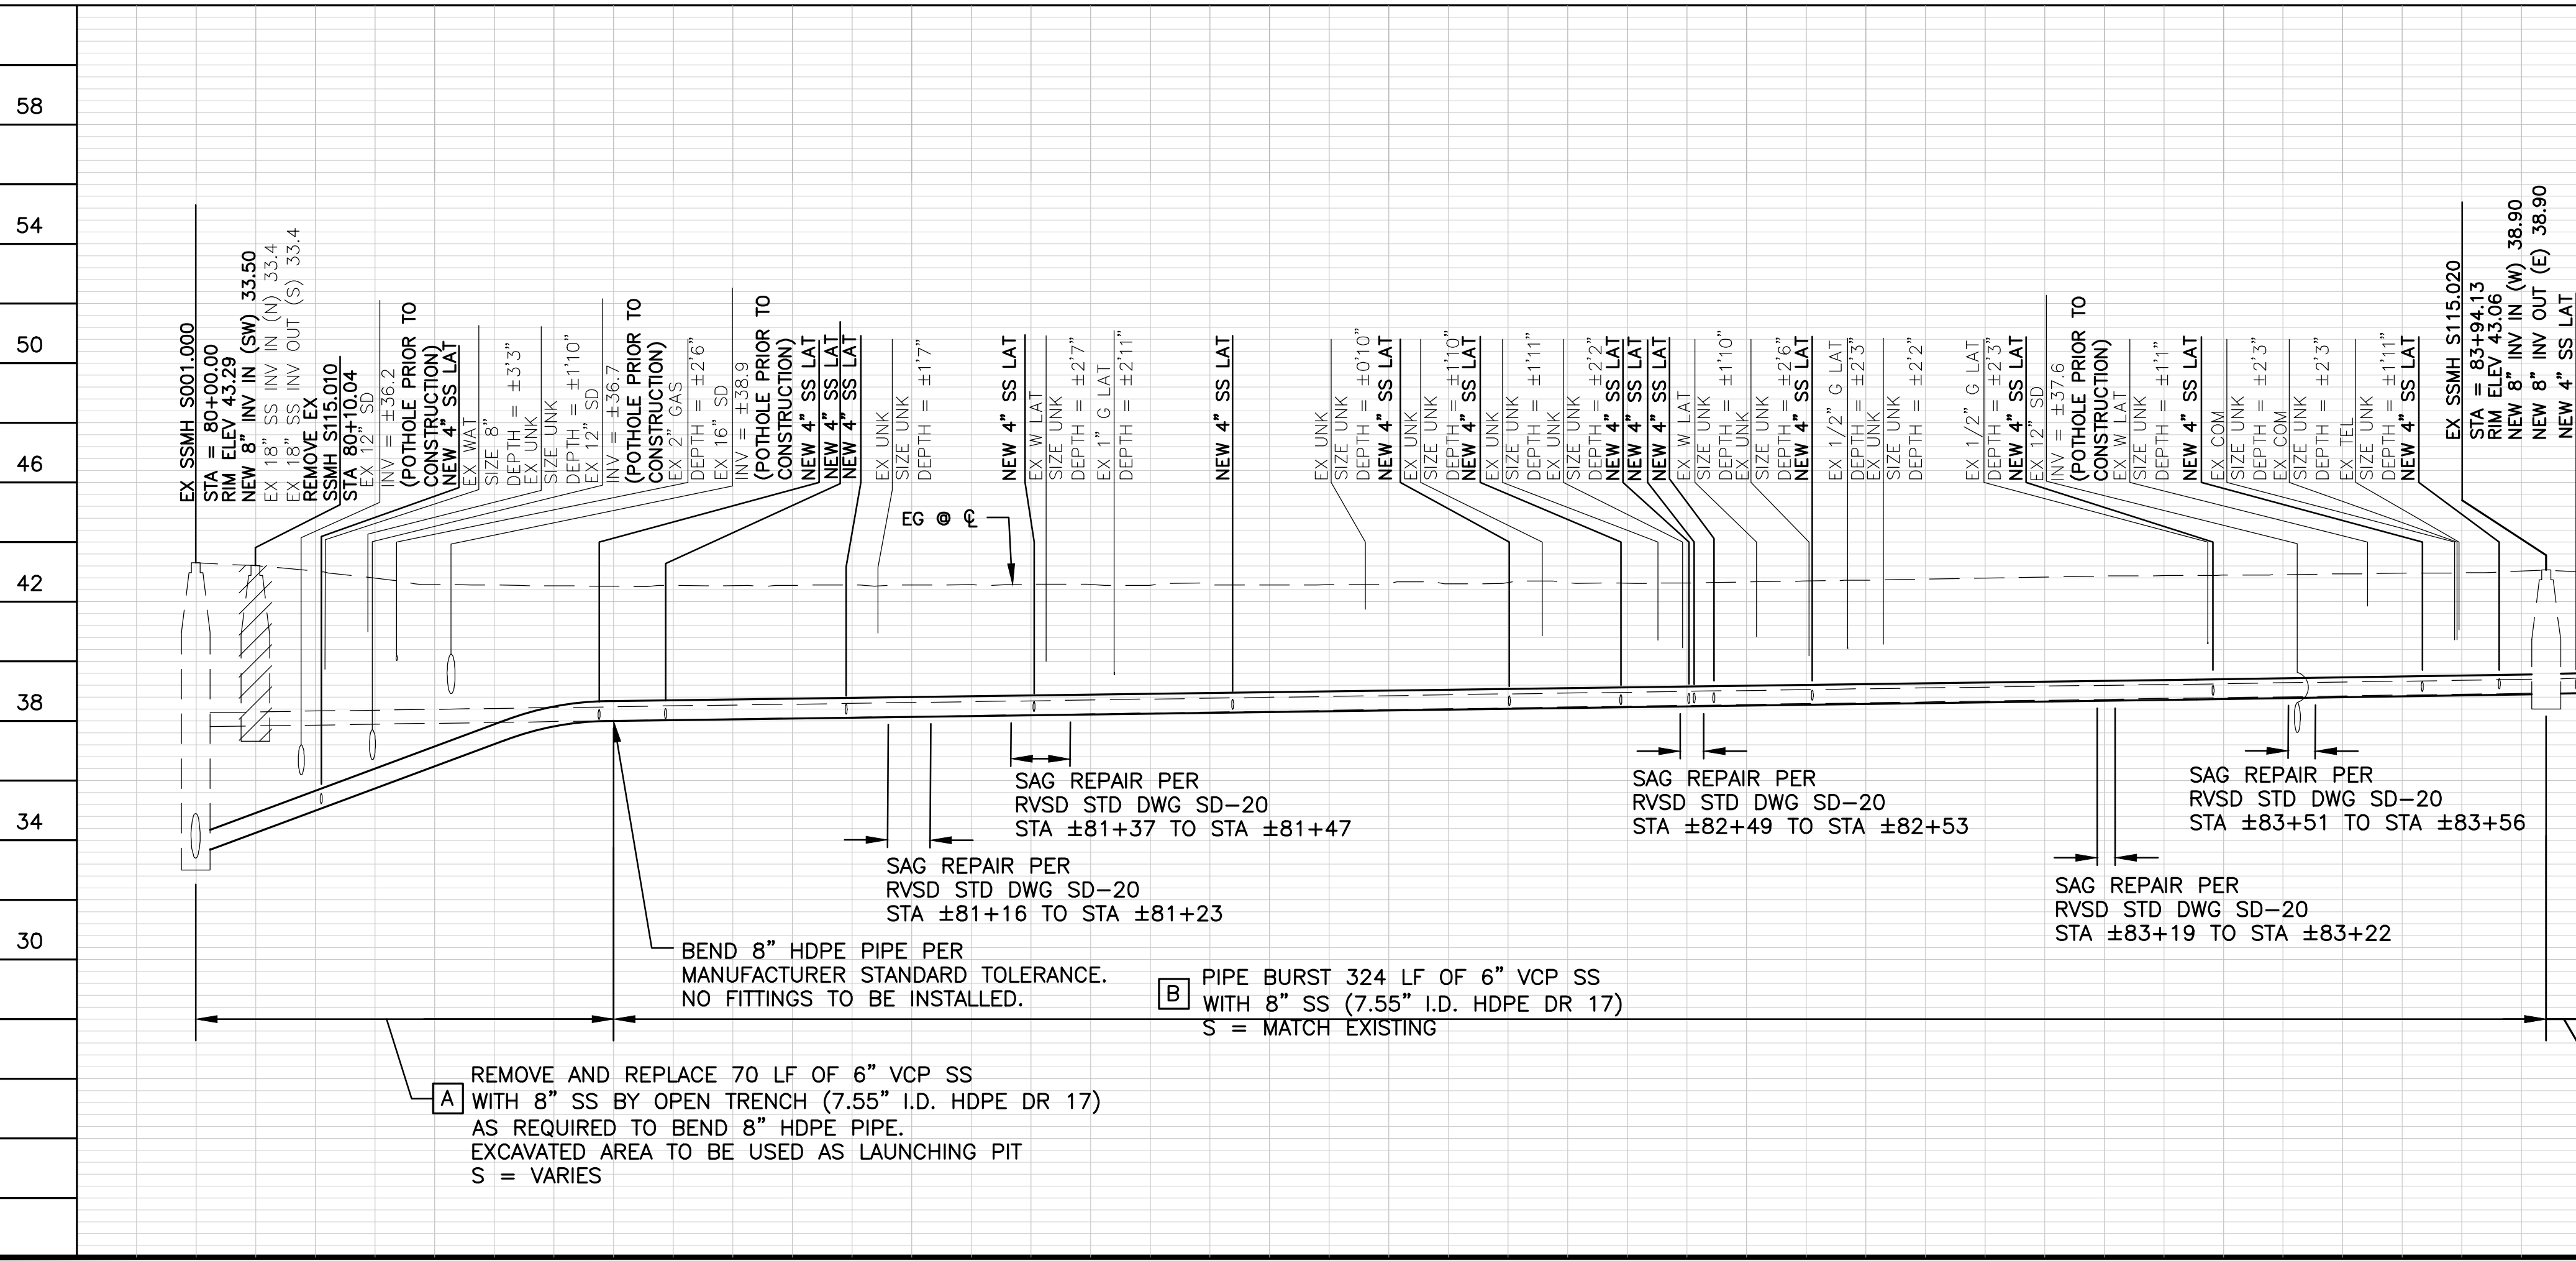 58
54
50
46
42
38
34
30
EX SSMH S001.000
STA = 80+00.00
RIM ELEV 43.29
NEW 8" INV IN (SW) 33.50
EX 18" SS INV IN (N) 33.4
EX 18" SS INV OUT (S) 33.4
REMOVE EX
SSMH S115.010
STA 80+10.04
EX 12" SD
INV = ±36.2
(POTHOLE PRIOR TO
CONSTRUCTION)
NEW 4" SS LAT
EX WAT
SIZE 8"
DEPTH = ±3'3"
EX UNK
SIZE UNK
DEPTH = ±1'10"
EX 12" SD
INV = ±36.7
(POTHOLE PRIOR TO
CONSTRUCTION)
EX 2" GAS
DEPTH = ±2'6"
EX 16" SD
INV = ±38.9
(POTHOLE PRIOR TO
CONSTRUCTION)
NEW 4" SS LAT
NEW 4" SS LAT
NEW 4" SS LAT
EX UNK
SIZE UNK
DEPTH = ±1'7"
NEW 4" SS LAT
EX W LAT
SIZE UNK
DEPTH = ±2'7"
EX 1" G LAT
DEPTH = ±2'11"
NEW 4" SS LAT
EX UNK
SIZE UNK
DEPTH = ±0'10"
NEW 4" SS LAT
EX UNK
SIZE UNK
DEPTH = ±1'10"
NEW 4" SS LAT
EX UNK
SIZE UNK
DEPTH = ±1'11"
EX UNK
SIZE UNK
DEPTH = ±2'2"
NEW 4" SS LAT
NEW 4" SS LAT
NEW 4" SS LAT
EX W LAT
SIZE UNK
DEPTH = ±1'10"
EX UNK
SIZE UNK
DEPTH = ±2'6"
NEW 4" SS LAT
EX 1/2" G LAT
DEPTH = ±2'3"
EX UNK
SIZE UNK
DEPTH = ±2'2"
EX 1/2" G LAT
DEPTH = ±2'3"
NEW 4" SS LAT
EX 12" SD
INV = ±37.6
(POTHOLE PRIOR TO
CONSTRUCTION)
EX W LAT
SIZE UNK
DEPTH = ±1'1"
NEW 4" SS LAT
EX COM
SIZE UNK
DEPTH = ±2'3"
EX COM
SIZE UNK
DEPTH = ±2'3"
EX TEL
SIZE UNK
DEPTH = ±1'11"
NEW 4" SS LAT
EX SSMH S115.020
STA = 83+94.13
RIM ELEV 43.06
NEW 8" INV IN (W) 38.90
NEW 8" INV OUT (E) 38.90
NEW 4" SS LAT
EG @ ℄
SAG REPAIR PER
RVSD STD DWG SD-20
STA ±81+37 TO STA ±81+47
SAG REPAIR PER
RVSD STD DWG SD-20
STA ±82+49 TO STA ±82+53
SAG REPAIR PER
RVSD STD DWG SD-20
STA ±83+51 TO STA ±83+56
SAG REPAIR PER
RVSD STD DWG SD-20
STA ±81+16 TO STA ±81+23
SAG REPAIR PER
RVSD STD DWG SD-20
STA ±83+19 TO STA ±83+22
BEND 8" HDPE PIPE PER
MANUFACTURER STANDARD TOLERANCE.
NO FITTINGS TO BE INSTALLED.
B
PIPE BURST 324 LF OF 6" VCP SS
WITH 8" SS (7.55" I.D. HDPE DR 17)
S = MATCH EXISTING
A
REMOVE AND REPLACE 70 LF OF 6" VCP SS
WITH 8" SS BY OPEN TRENCH (7.55" I.D. HDPE DR 17)
AS REQUIRED TO BEND 8" HDPE PIPE.
EXCAVATED AREA TO BE USED AS LAUNCHING PIT
S = VARIES